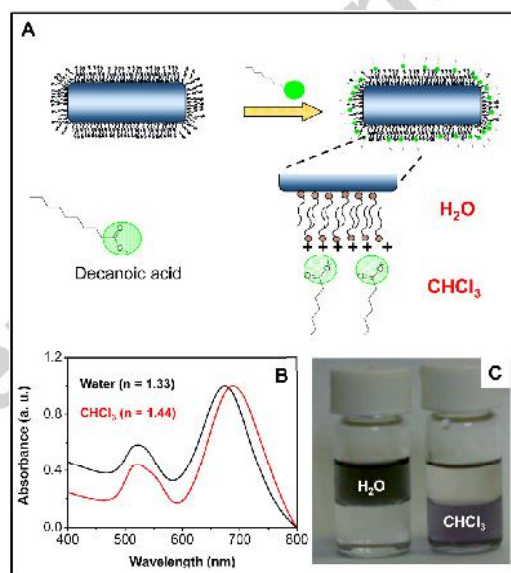 A
H2O
Decanoic acid
CHCl3
B
Water (n = 1.33)
CHCl3 (n = 1.44)
Absorbance (a. u.)
1.2
0.8
0.4
0.0
400 500 600 700 800
Wavelength (nm)
C
H2O
CHCl3